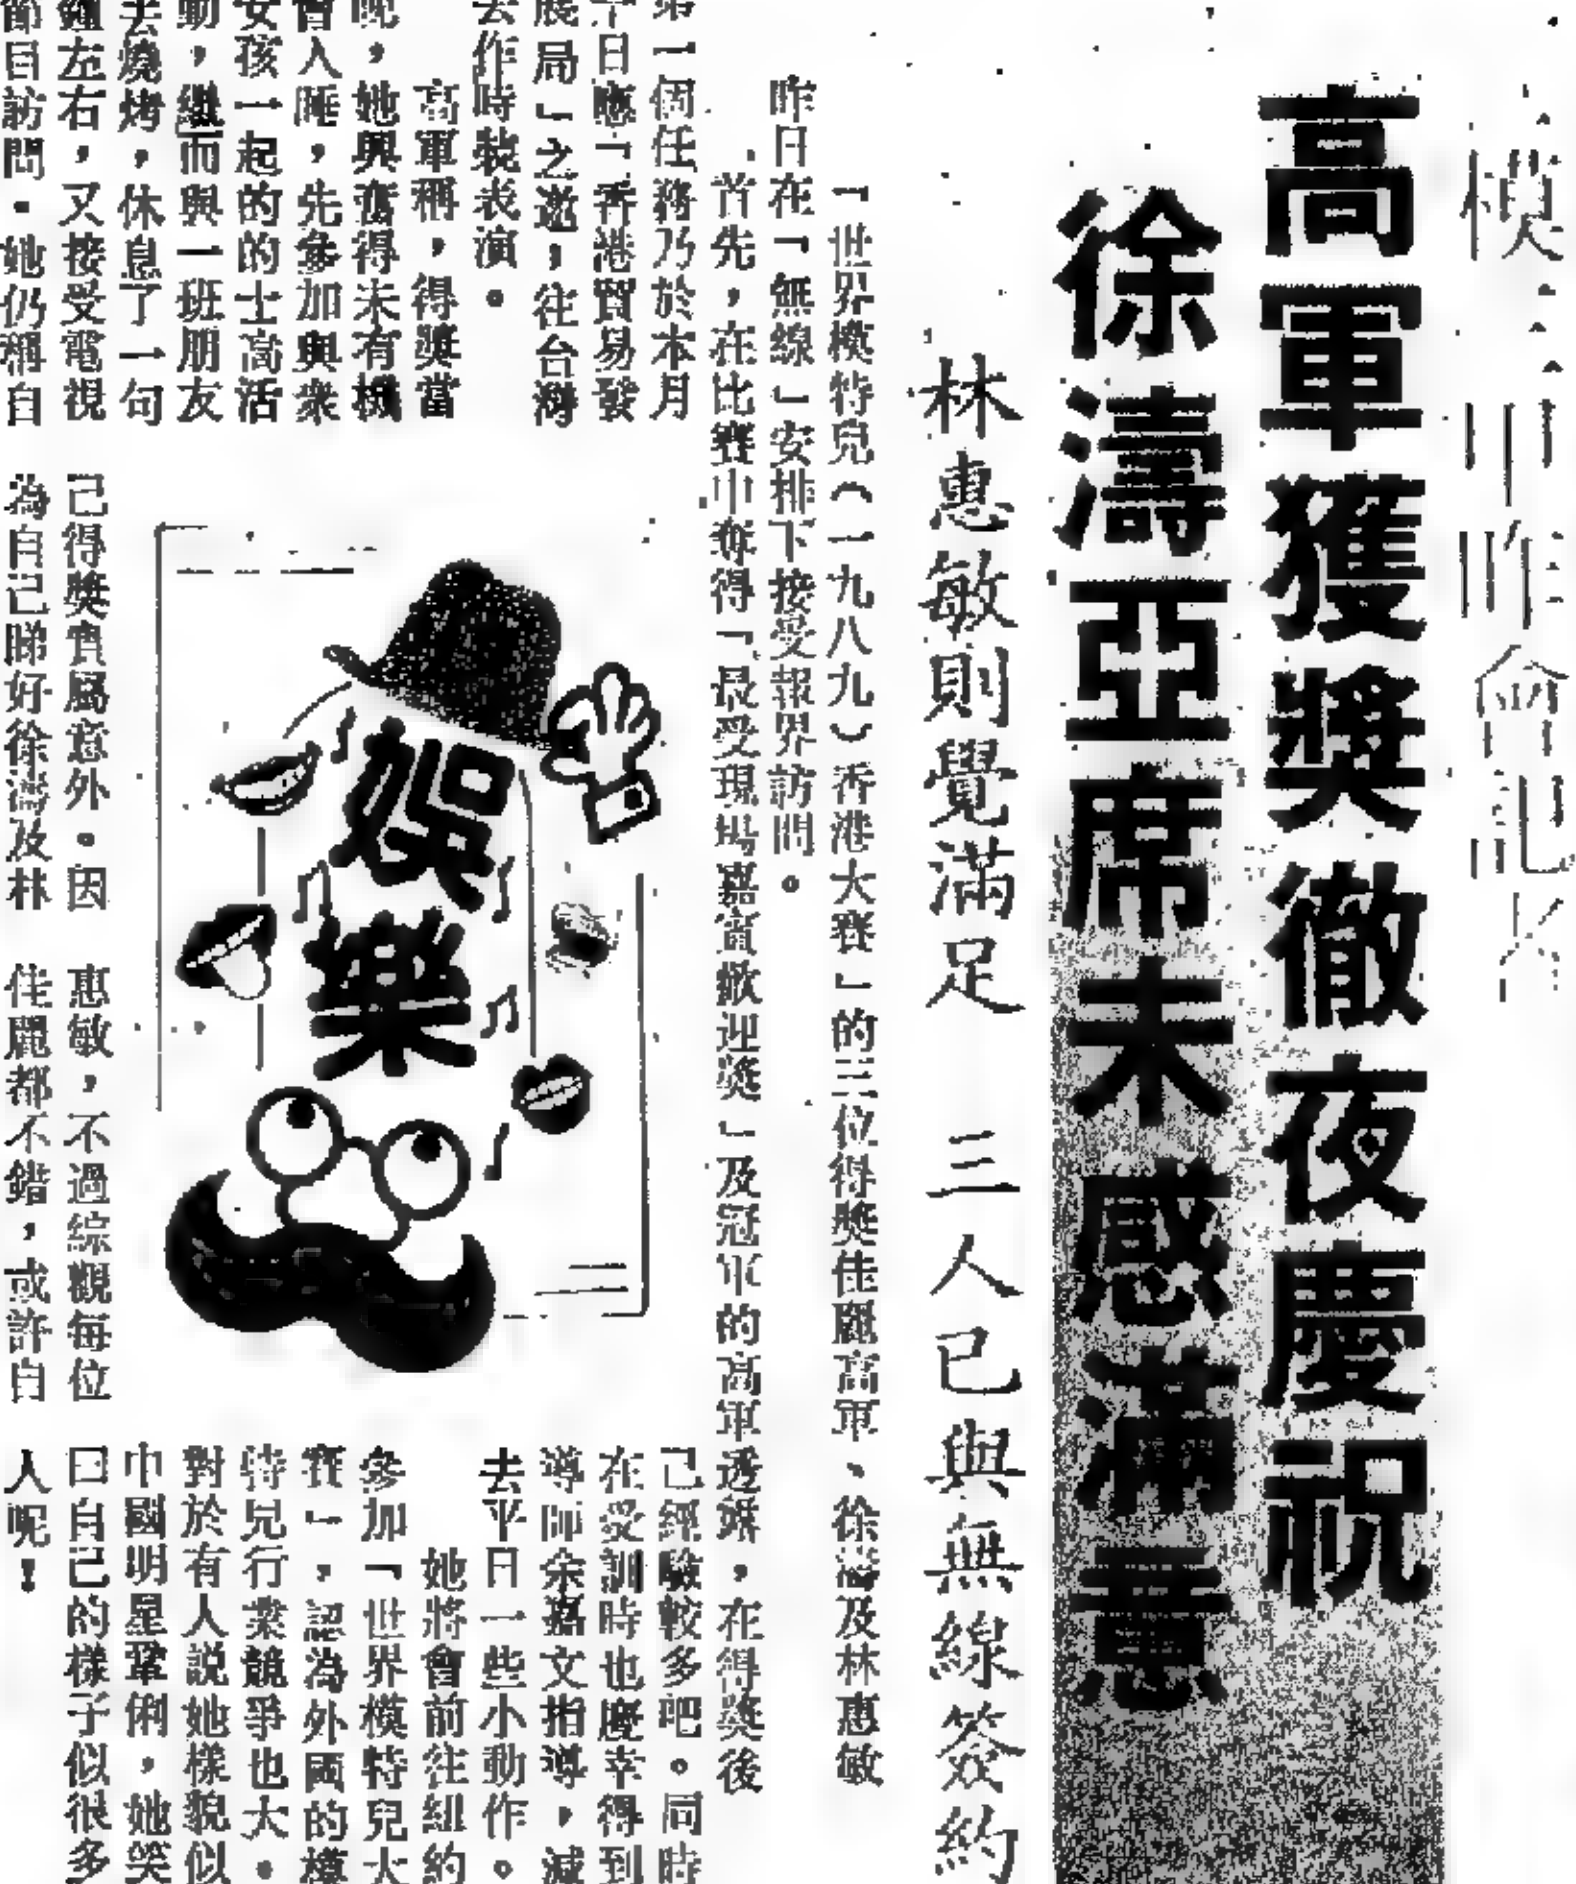 高軍獲獎徹夜慶祝
徐濤亞席未感滿意
林惠敏則覺滿足 三人已與無線簽約
「世界模特兒（一九八九）香港大賽」的三位得獎佳麗高軍、徐濤及林惠敏
昨日在「無線」安排下接受報界訪問。
首先，在比賽中奪得「最受現場嘉賓歡迎獎」及冠軍的高軍透露，在得獎後
第一個任務乃於本月
日應「香港貿易發
展局」之邀，往台灣
去作時裝表演。
高軍稱，得獎當
晚，她興奮得未有機
會入睡，先參加與衆
女孩一起的的士高活
動，繼而與一班朋友
去燒烤，休息了一句
鐘左右，又接受電視
節目訪問。她仍稱自
己得獎實屬意外。因
為自己睇好徐濤及林
惠敏，不過綜觀每位
佳麗都不錯，或許自
己經驗較多吧。同時
在受訓時也慶幸得到
導師余嘉文指導，減
去平日一些小動作。
她將會前往紐約
參加「世界模特兒大
賽」，認為外國的模
特兒行業競爭也大。
對於有人說她樣貌似
中國明星鞏俐，她笑
曰自己的樣子似很多
人呢！
娛樂